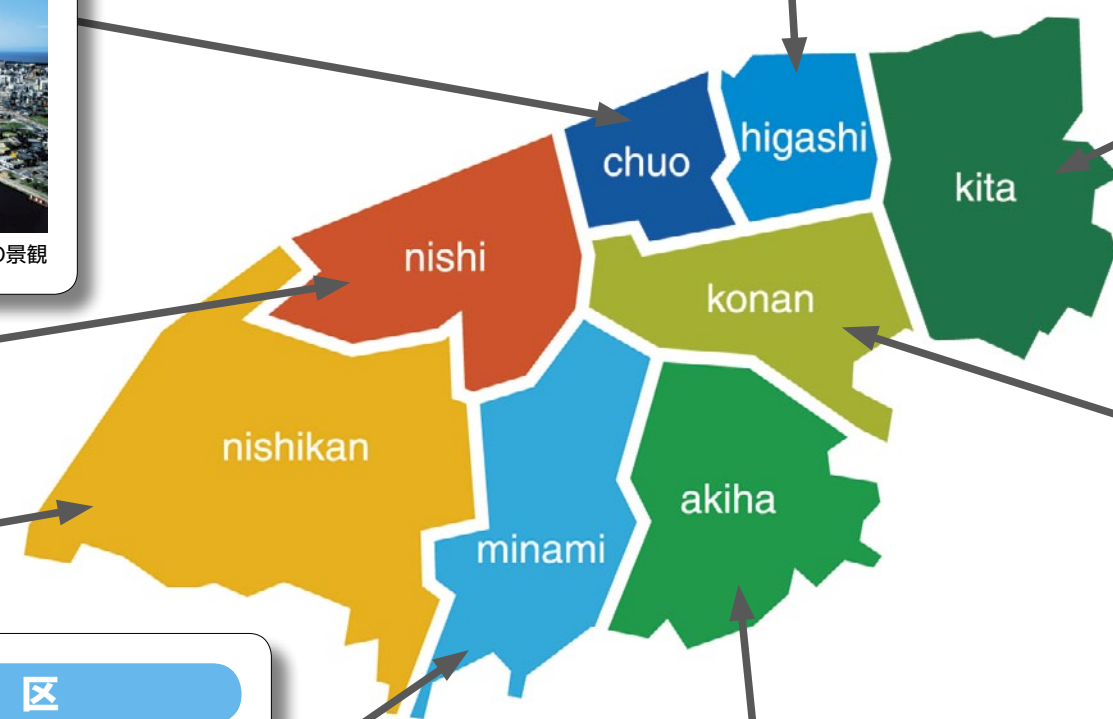 higashi
chuo
kita
の景観
nishi
konan
nishikan
akiha
minami
区